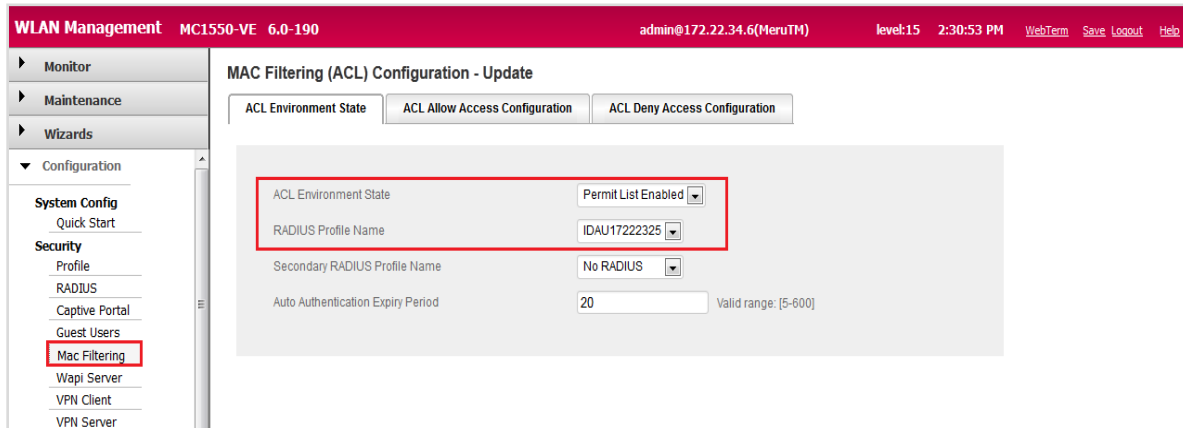 WLAN Management MC1550-VE 6.0-190 admin@172.22.34.6(MeruTM) level:15 2:30:53 PM WebTerm Save Logout Help
Monitor
Maintenance
Wizards
Configuration
System Config
Quick Start
Security
Profile
RADIUS
Captive Portal
Guest Users
Mac Filtering
Wapi Server
VPN Client
VPN Server
MAC Filtering (ACL) Configuration - Update
ACL Environment State ACL Allow Access Configuration ACL Deny Access Configuration
ACL Environment State Permit List Enabled
RADIUS Profile Name IDAU17222325
Secondary RADIUS Profile Name No RADIUS
Auto Authentication Expiry Period 20 Valid range: [5-600]